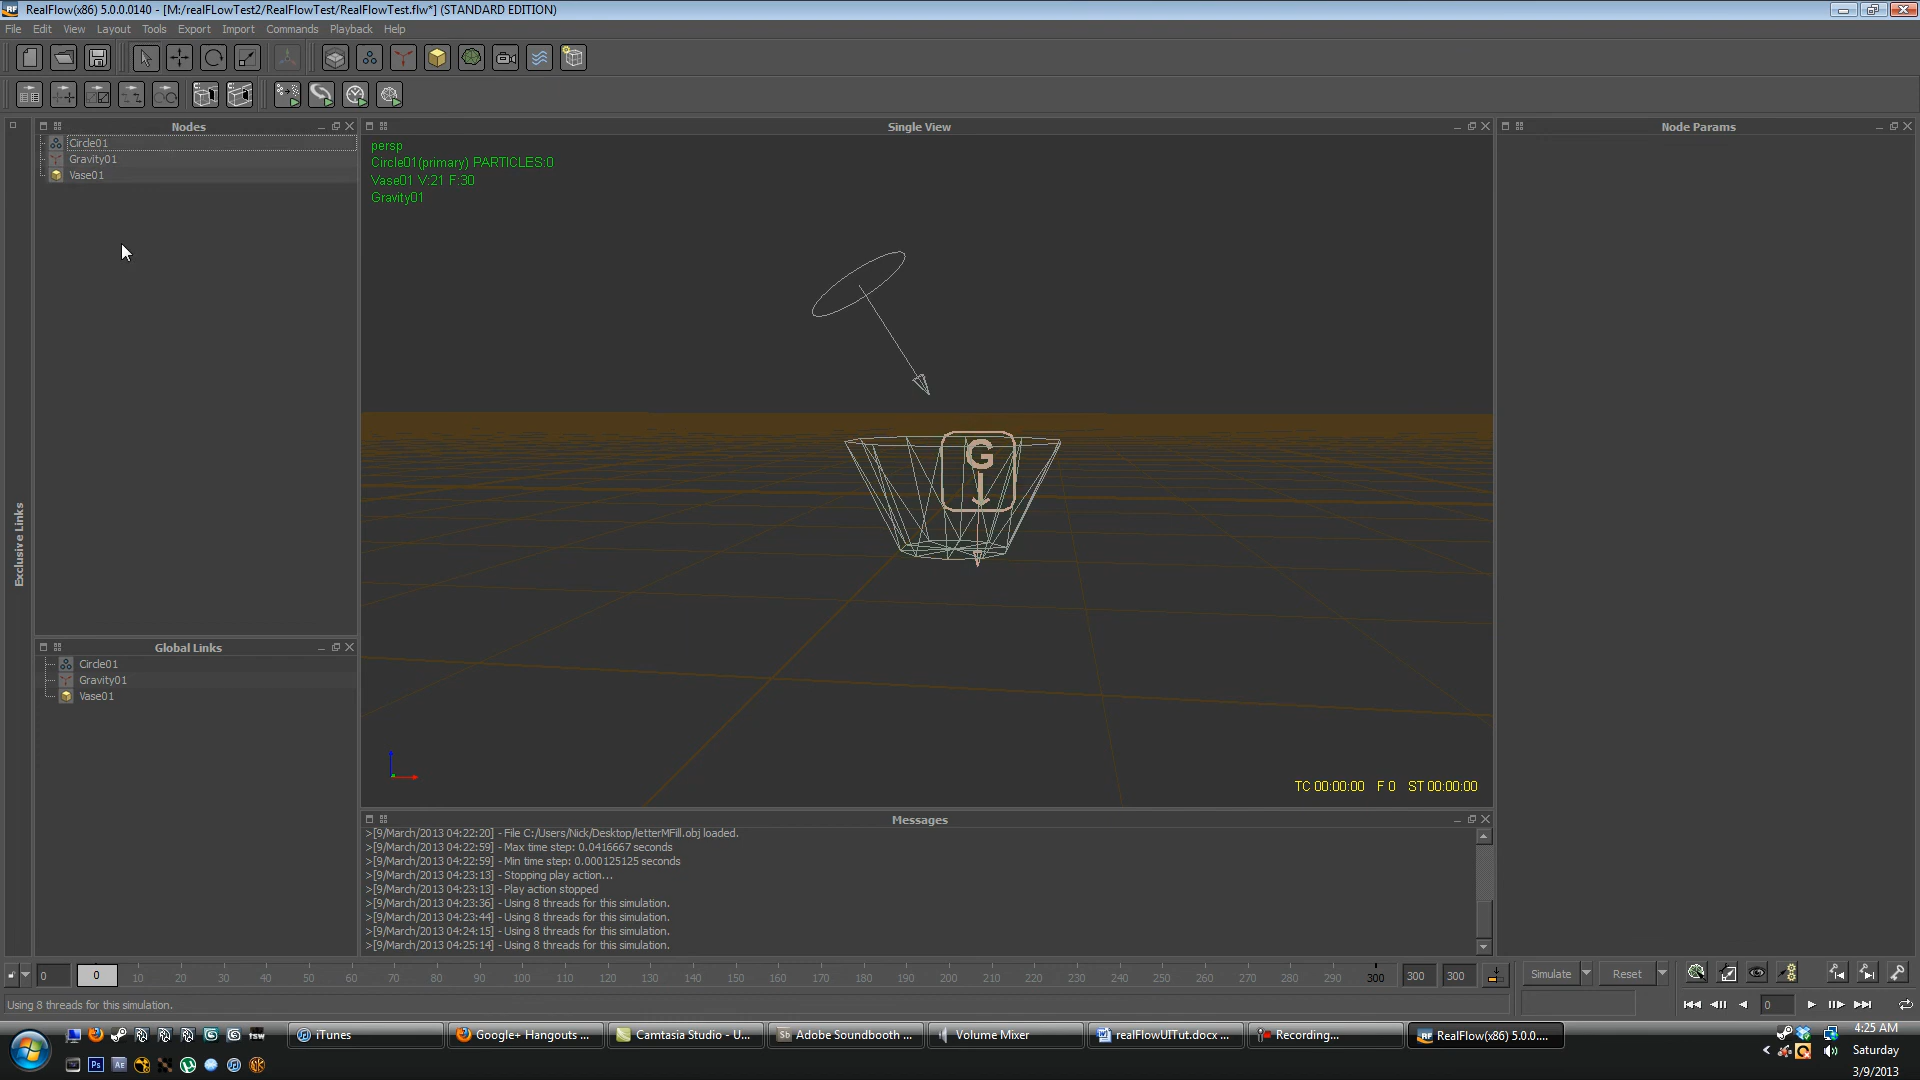 RealFlow(x86) 5.0.0.0140 - [M:/realFLowTest2/RealFlowTest/RealFlowTest.flw*] (STANDARD EDITION)
File Edit View Layout Tools Export Import Commands Playback Help
Nodes
Circle01
Gravity01
Vase01
Exclusive Links
Global Links
Circle01
Gravity01
Vase01
Single View
persp
Circle01(primary) PARTICLES:0
Vase01 V:21 F:30
Gravity01
G
TC 00:00:00 F 0 ST 00:00:00
Node Params
Messages
>[9/March/2013 04:22:20] - File C:/Users/Nick/Desktop/letterMFill.obj loaded.
>[9/March/2013 04:22:59] - Max time step: 0.0416667 seconds
>[9/March/2013 04:22:59] - Min time step: 0.000125125 seconds
>[9/March/2013 04:23:13] - Stopping play action...
>[9/March/2013 04:23:13] - Play action stopped
>[9/March/2013 04:23:36] - Using 8 threads for this simulation.
>[9/March/2013 04:23:44] - Using 8 threads for this simulation.
>[9/March/2013 04:24:15] - Using 8 threads for this simulation.
>[9/March/2013 04:25:14] - Using 8 threads for this simulation.
0 0 10 20 30 40 50 60 70 80 90 100 110 120 130 140 150 160 170 180 190 200 210 220 230 240 250 260 270 280 290 300 300 300 Simulate Reset
Using 8 threads for this simulation.
0
iTunes
Google+ Hangouts ...
Camtasia Studio - U...
Adobe Soundbooth ...
Volume Mixer
realFlowUITut.docx ...
Recording...
RealFlow(x86) 5.0.0....
4:25 AM
Saturday
3/9/2013